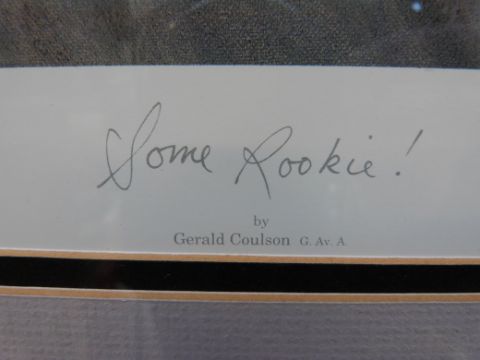 Some Rookie!
by
Gerald Coulson G. Av. A.